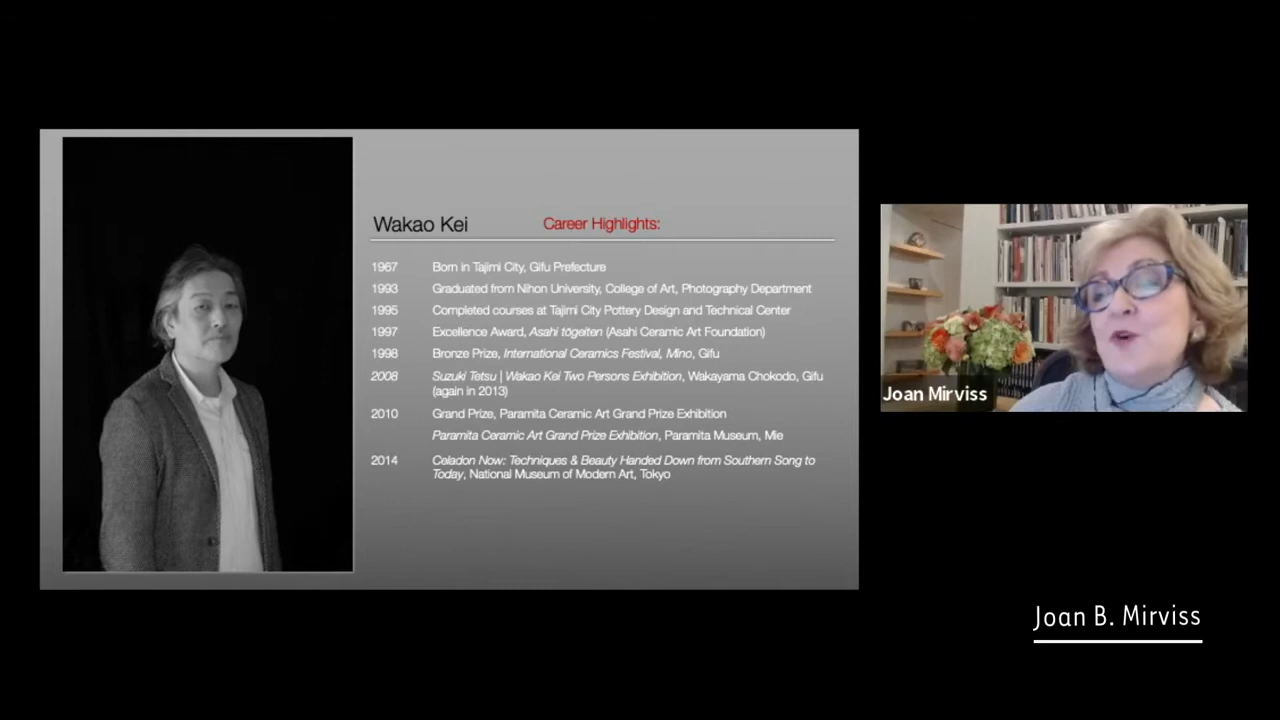 Wakao Kei
Career Highlights:
1967 Born in Tajimi City, Gifu Prefecture
1993 Graduated from Nihon University, College of Art, Photography Department
1995 Completed courses at Tajimi City Pottery Design and Technical Center
1997 Excellence Award, Asahi tōgeiten (Asahi Ceramic Art Foundation)
1998 Bronze Prize, International Ceramics Festival, Mino, Gifu
2008 Suzuki Tetsu | Wakao Kei Two Persons Exhibition, Wakayama Chokodo, Gifu
(again in 2013)
2010 Grand Prize, Paramita Ceramic Art Grand Prize Exhibition
Paramita Ceramic Art Grand Prize Exhibition, Paramita Museum, Mie
2014 Celadon Now: Techniques & Beauty Handed Down from Southern Song to
Today, National Museum of Modern Art, Tokyo
Joan Mirviss
Joan B. Mirviss